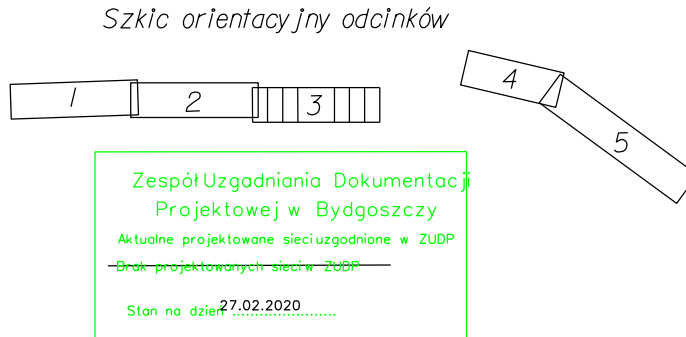 Szkic orientacyjny odcinków
1 2 3 4 5
Zespół Uzgadniania Dokumentacji
Projektowej w Bydgoszczy
Aktualne projektowane sieci uzgodnione w ZUDP
Brak projektowanych sieci w ZUDP
Stan na dzień 27.02.2020